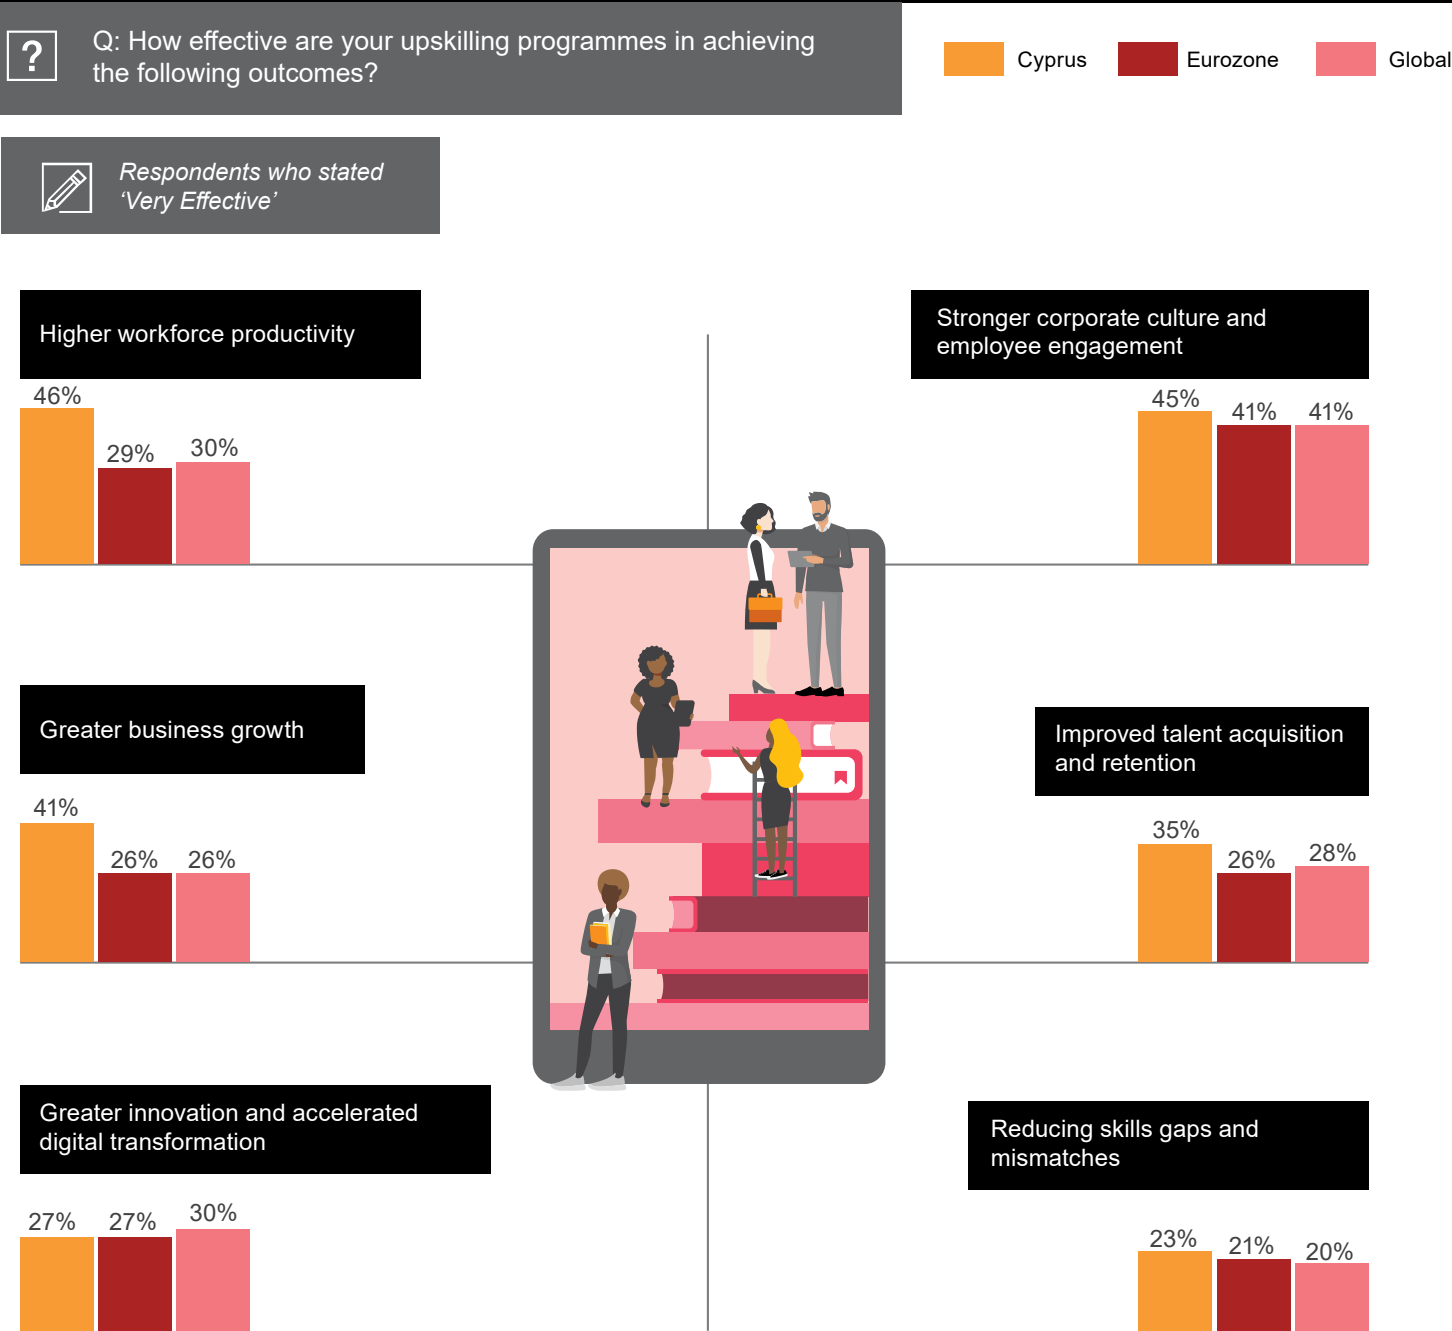 ?
Q: How effective are your upskilling programmes in achieving
the following outcomes?
Cyprus
Eurozone
Global
Respondents who stated
‘Very Effective’
Higher workforce productivity
46%
29%
30%
Stronger corporate culture and
employee engagement
45%
41%
41%
Greater business growth
41%
26%
26%
Improved talent acquisition
and retention
35%
26%
28%
Greater innovation and accelerated
digital transformation
27%
27%
30%
Reducing skills gaps and
mismatches
23%
21%
20%